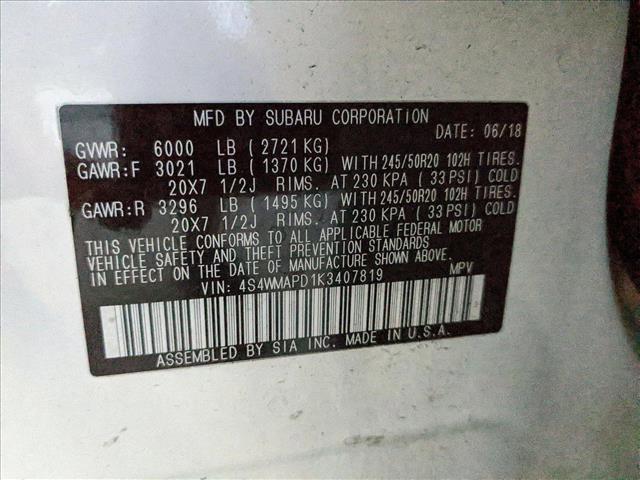 MFD BY SUBARU CORPORATION
DATE: 06/18
GVWR: 6000 LB ( 2721 KG)
GAWR:F 3021 LB ( 1370 KG) WITH 245/50R20 102H TIRES.
20X7 1/2J RIMS. AT 230 KPA ( 33 PSI) COLD
GAWR:R 3296 LB ( 1495 KG) WITH 245/50R20 102H TIRES.
20X7 1/2J RIMS. AT 230 KPA ( 33 PSI) COLD
THIS VEHICLE CONFORMS TO ALL APPLICABLE FEDERAL MOTOR
VEHICLE SAFETY AND THEFT PREVENTION STANDARDS
IN EFFECT ON THE DATE OF MANUFACTURE SHOWN ABOVE.
VIN: 4S4WMAPD1K3407819 MPV
ASSEMBLED BY SIA INC. MADE IN U.S.A.